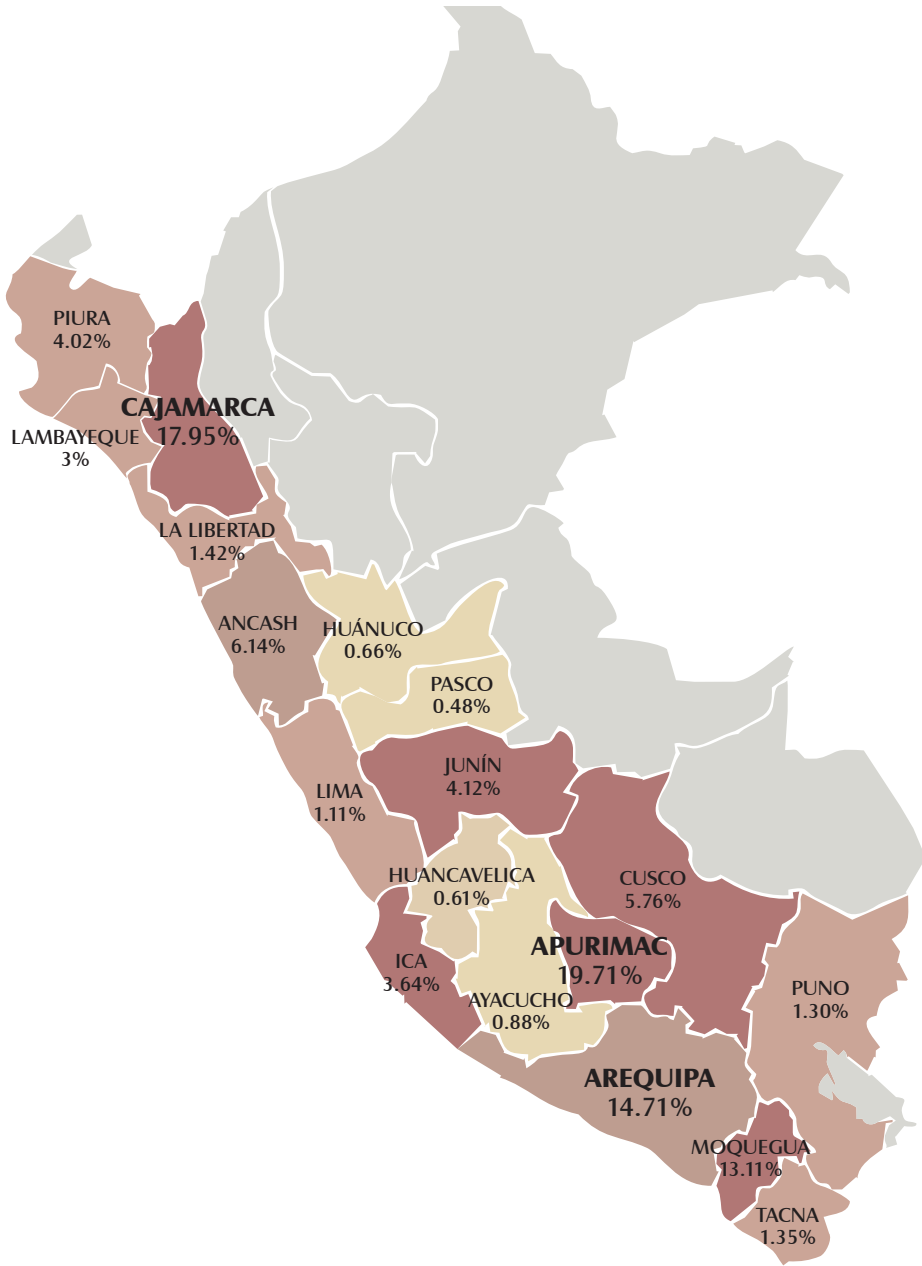 PIURA
4.02%
CAJAMARCA
17.95%
LAMBAYEQUE
3%
LA LIBERTAD
1.42%
ANCASH
6.14%
HUÁNUCO
0.66%
PASCO
0.48%
JUNÍN
4.12%
LIMA
1.11%
HUANCAVELICA
0.61%
CUSCO
5.76%
APURIMAC
19.71%
ICA
3.64%
AYACUCHO
0.88%
PUNO
1.30%
AREQUIPA
14.71%
MOQUEGUA
13.11%
TACNA
1.35%